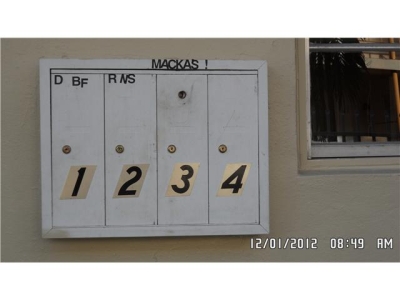 MACKAS !
D BF R NS
1 2 3 4
12/01/2012 08:49 AM